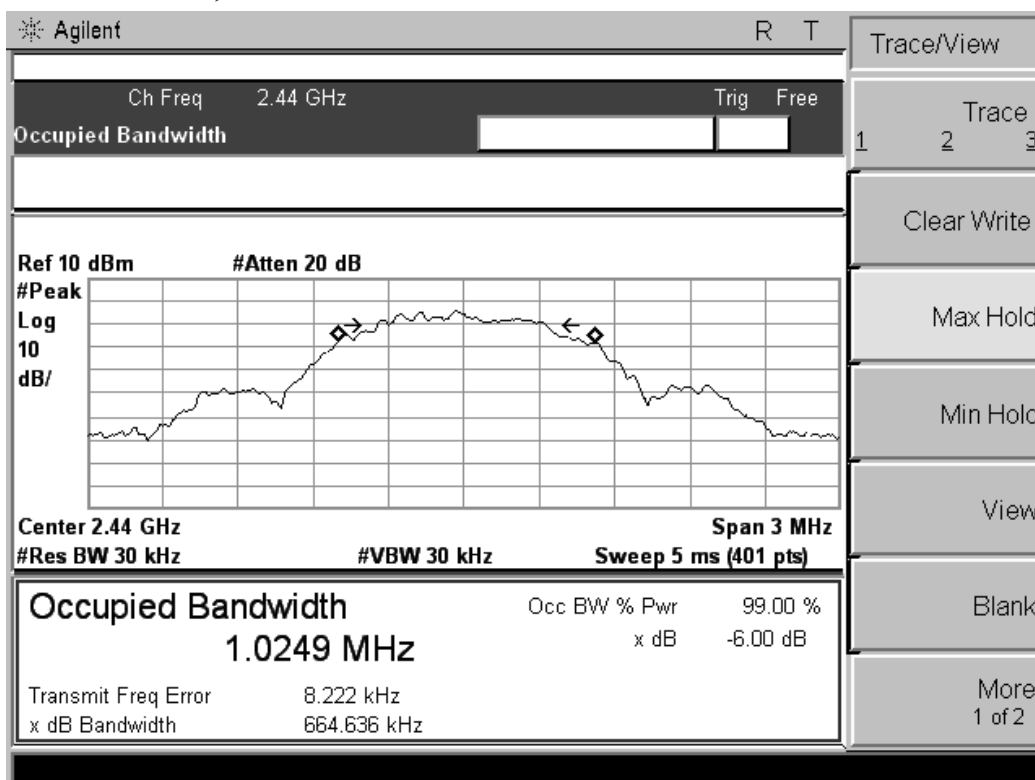 Agilent R T
Ch Freq 2.44 GHz Trig Free
Occupied Bandwidth
Ref 10 dBm #Atten 20 dB
#Peak
Log
10
dB/
Center 2.44 GHz Span 3 MHz
#Res BW 30 kHz #VBW 30 kHz Sweep 5 ms (401 pts)
Occupied Bandwidth
1.0249 MHz
Occ BW % Pwr 99.00 %
x dB -6.00 dB
Transmit Freq Error 8.222 kHz
x dB Bandwidth 664.636 kHz
Trace/View
Trace
1 2 3
Clear Write
Max Hold
Min Hold
View
Blank
More
1 of 2